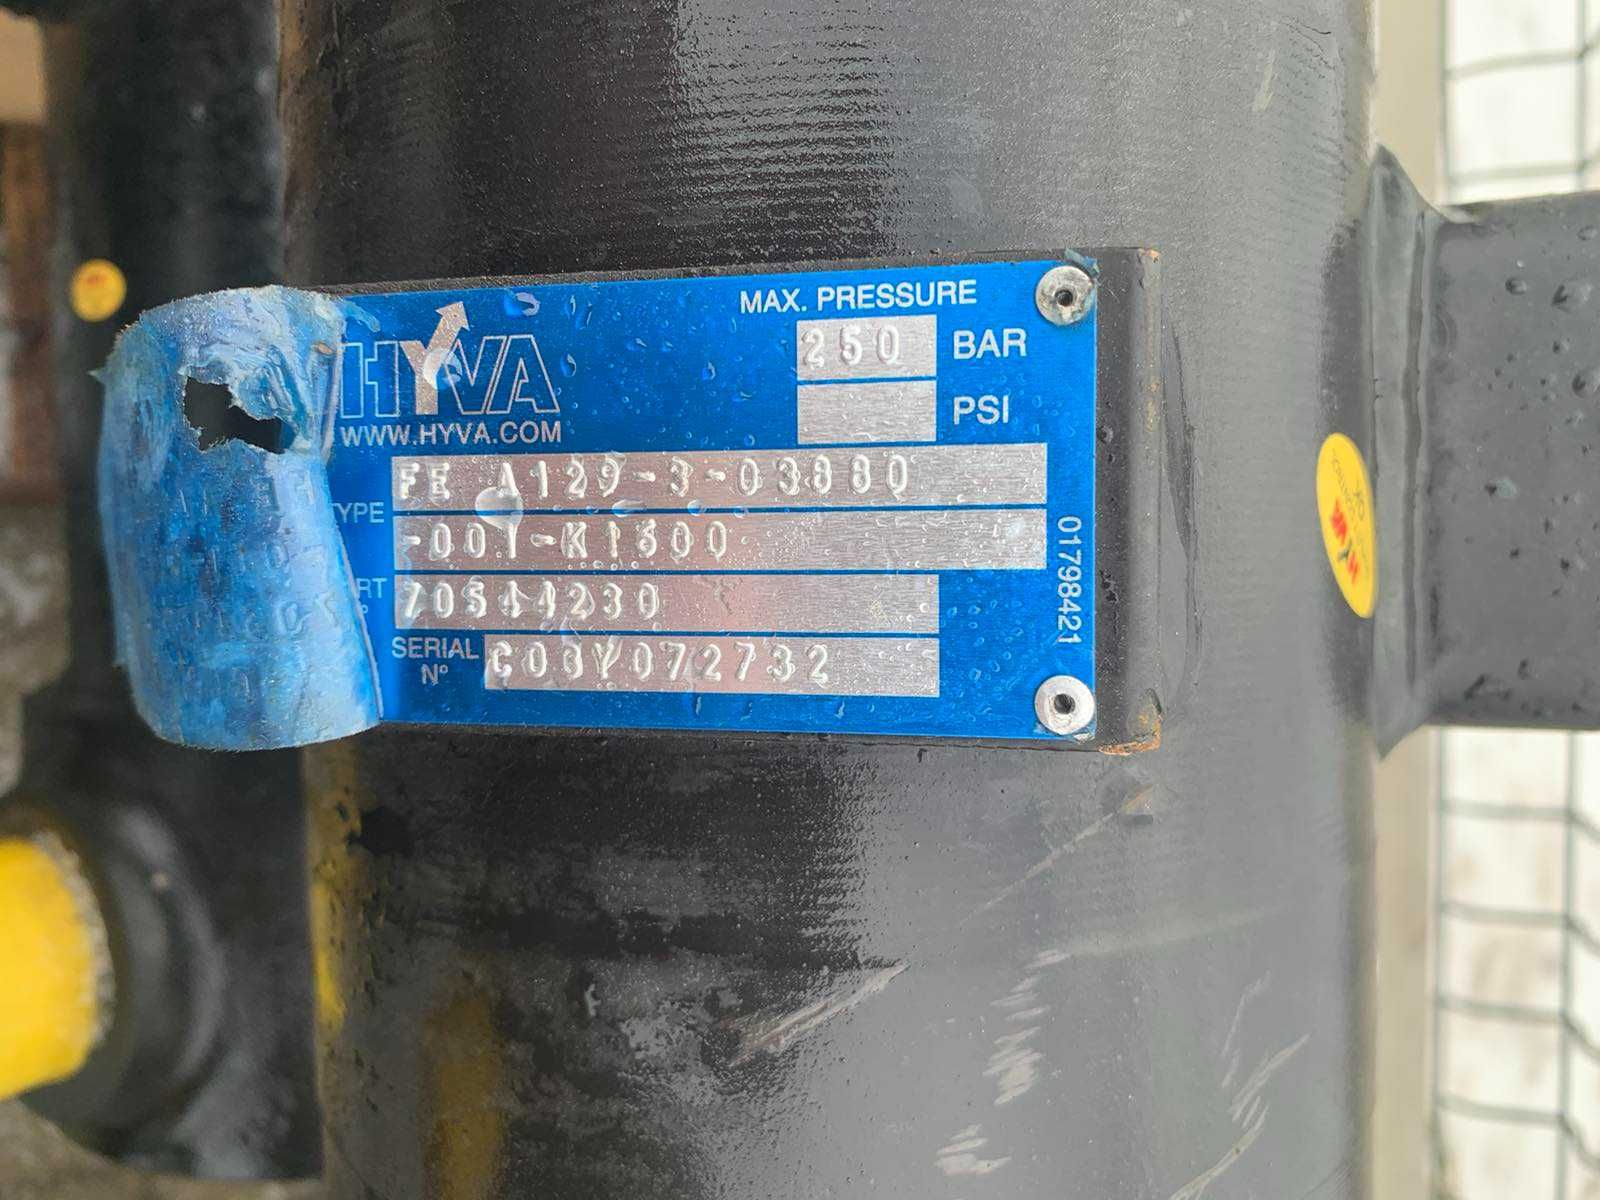 HYVA
WWW.HYVA.COM
MAX. PRESSURE
250 BAR
PSI
TYPE FE A129-3-03880
-001-K1600
70544230
SERIAL N° C08Y072732
01798421